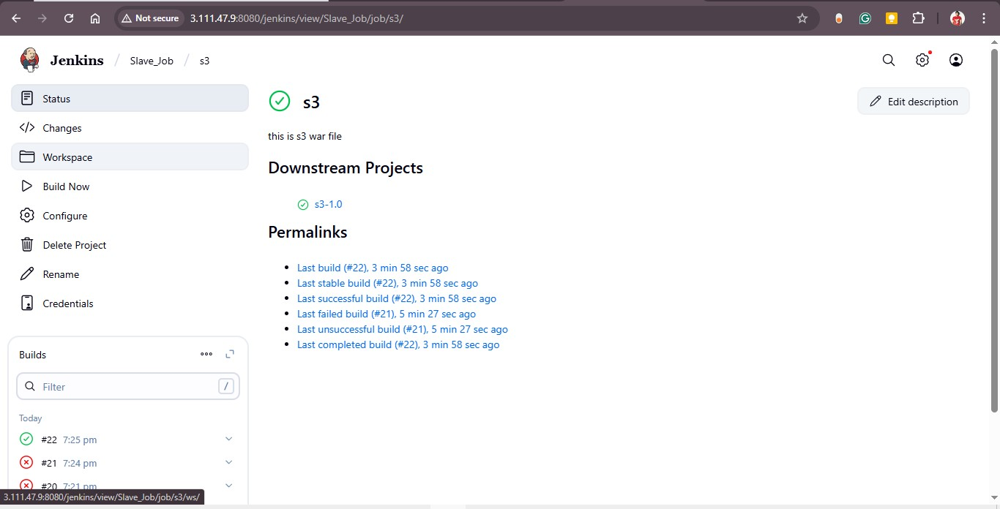 Not secure 3.111.47.9:8080/jenkins/view/Slave_Job/job/s3/
Jenkins / Slave_Job / s3
Status
Changes
Workspace
Build Now
Configure
Delete Project
Rename
Credentials
Builds
Filter /
Today
#22 7:25 pm
#21 7:24 pm
#20 7:21 pm
3.111.47.9:8080/jenkins/view/Slave_Job/job/s3/ws/
s3
Edit description
this is s3 war file
Downstream Projects
s3-1.0
Permalinks
Last build (#22), 3 min 58 sec ago
Last stable build (#22), 3 min 58 sec ago
Last successful build (#22), 3 min 58 sec ago
Last failed build (#21), 5 min 27 sec ago
Last unsuccessful build (#21), 5 min 27 sec ago
Last completed build (#22), 3 min 58 sec ago